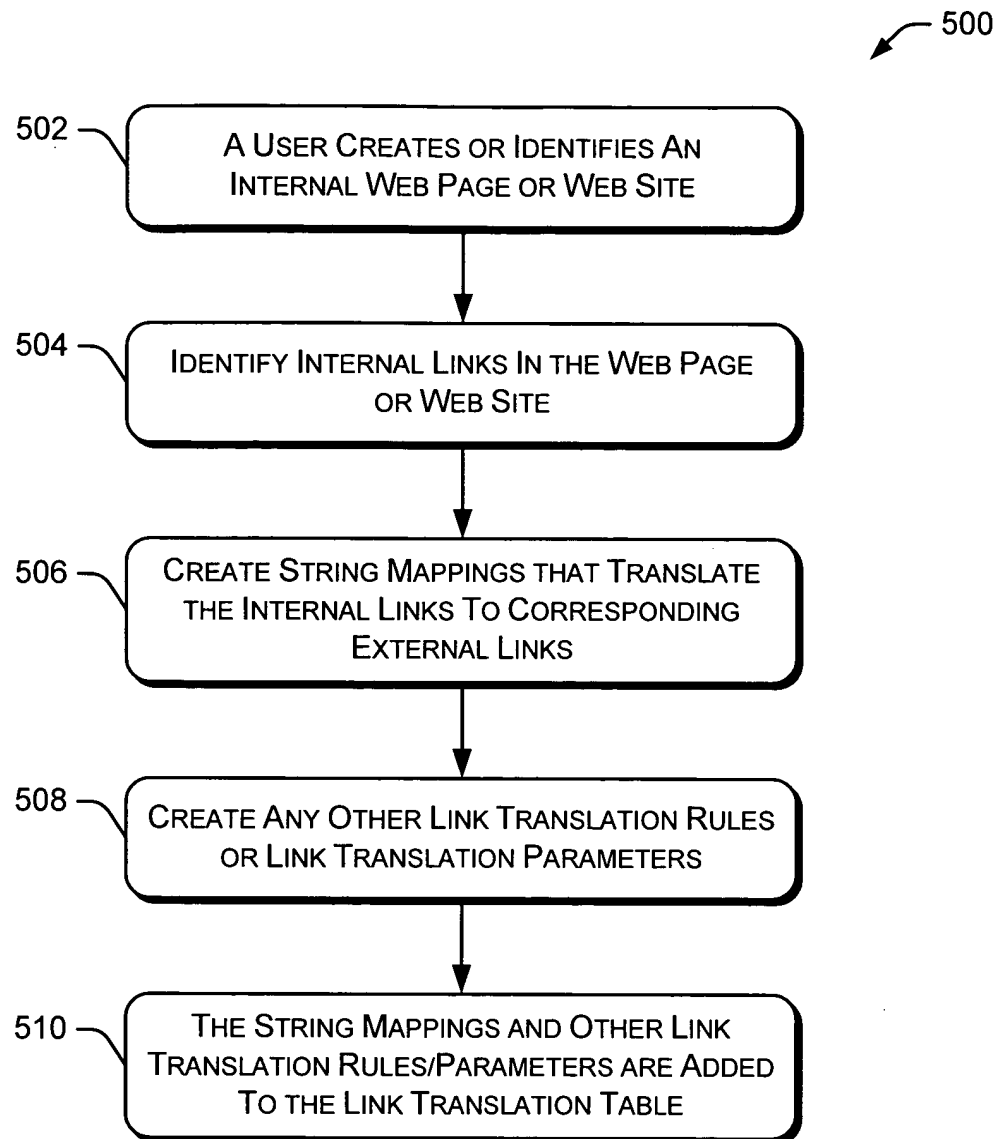 500
502
A USER CREATES OR IDENTIFIES AN
INTERNAL WEB PAGE OR WEB SITE
504
IDENTIFY INTERNAL LINKS IN THE WEB PAGE
OR WEB SITE
506
CREATE STRING MAPPINGS THAT TRANSLATE
THE INTERNAL LINKS TO CORRESPONDING
EXTERNAL LINKS
508
CREATE ANY OTHER LINK TRANSLATION RULES
OR LINK TRANSLATION PARAMETERS
510
THE STRING MAPPINGS AND OTHER LINK
TRANSLATION RULES/PARAMETERS ARE ADDED
TO THE LINK TRANSLATION TABLE